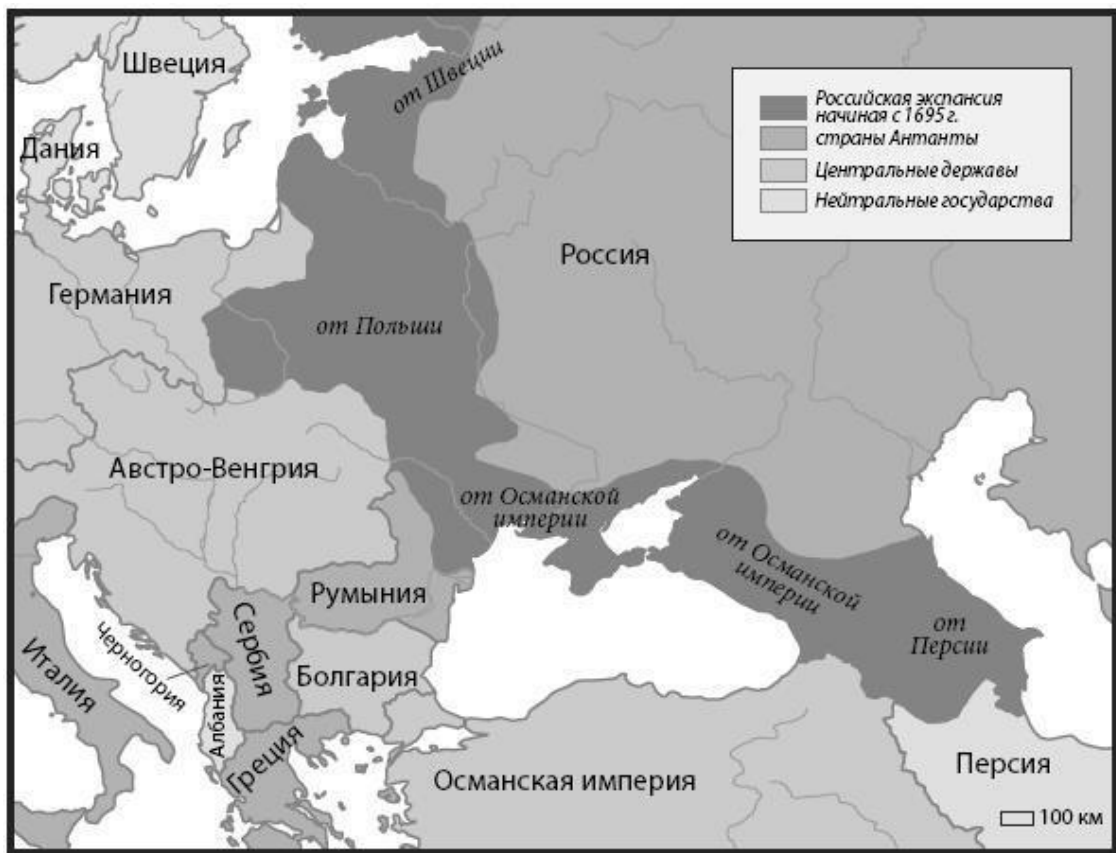 Швеция
от Швеции
Российская экспансия
начиная с 1695 г.
страны Антанты
Центральные державы
Нейтральные государства
Дания
Россия
Германия
от Польши
Австро-Венгрия
от Османской
империи
от Османской
империи
от
Персии
Румыния
Сербия
Черногория
Италия
Болгария
Албания
Греция
Османская империя
Персия
100 км